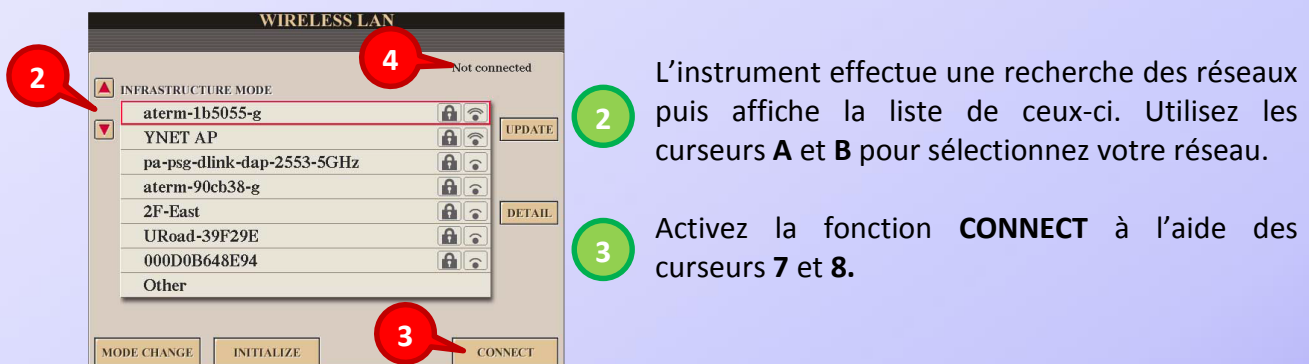 WIRELESS LAN
4
Not connected
2
INFRASTRUCTURE MODE
aterm-1b5055-g
YNET AP
UPDATE
pa-psg-dlink-dap-2553-5GHz
aterm-90cb38-g
2F-East
DETAIL
URoad-39F29E
000D0B648E94
Other
3
MODE CHANGE
INITIALIZE
CONNECT
2
L’instrument effectue une recherche des réseaux
puis affiche la liste de ceux-ci. Utilisez les
curseurs A et B pour sélectionnez votre réseau.
3
Activez la fonction CONNECT à l’aide des
curseurs 7 et 8.